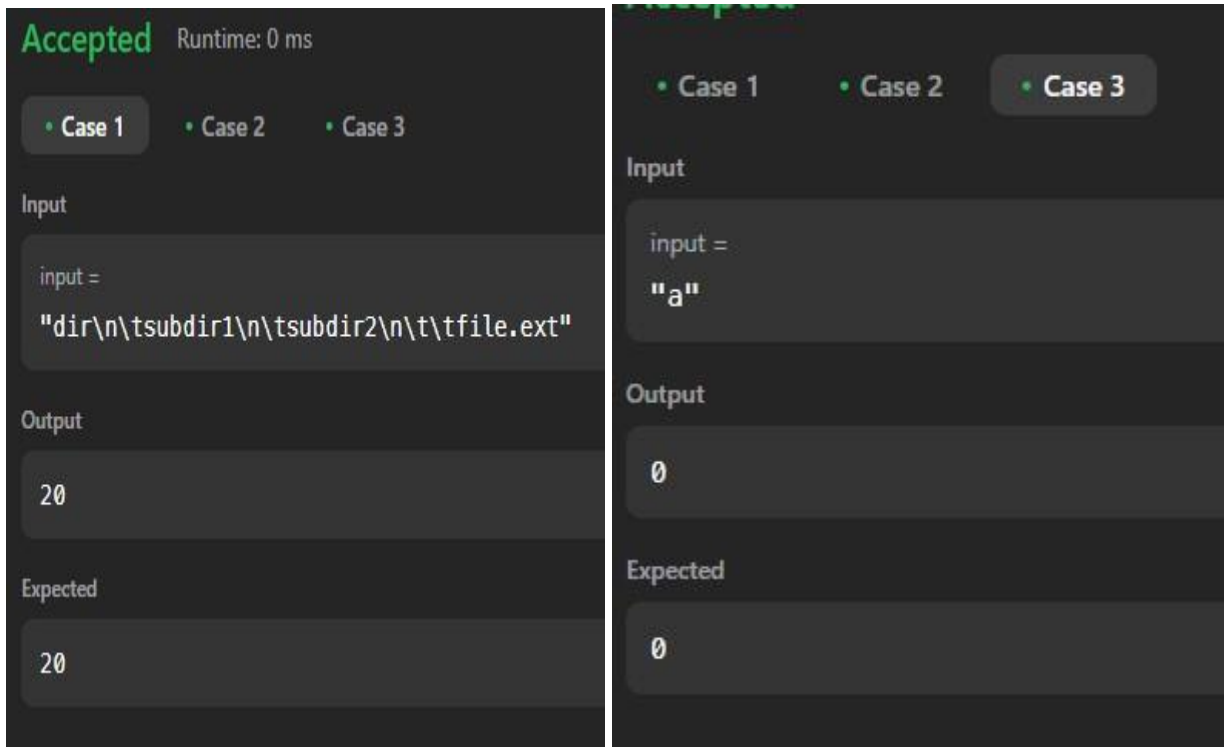 Accepted Runtime: 0 ms
• Case 1 • Case 2 • Case 3
Input
input =
"dir\n\tsubdir1\n\tsubdir2\n\t\tfile.ext"
Output
20
Expected
20
Accepted
• Case 1 • Case 2 • Case 3
Input
input =
"a"
Output
0
Expected
0